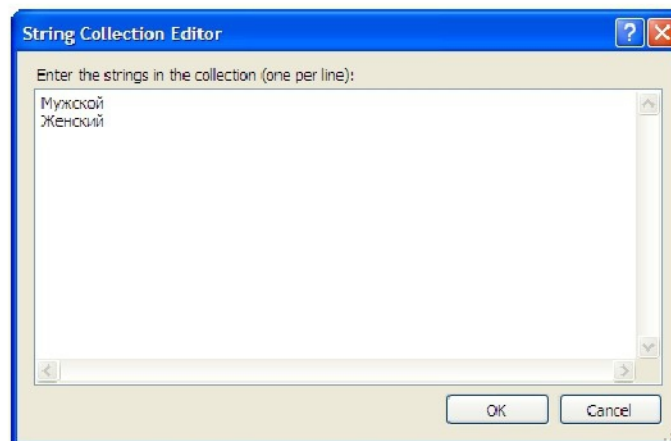 String Collection Editor
Enter the strings in the collection (one per line):
Мужской
Женский
OK
Cancel